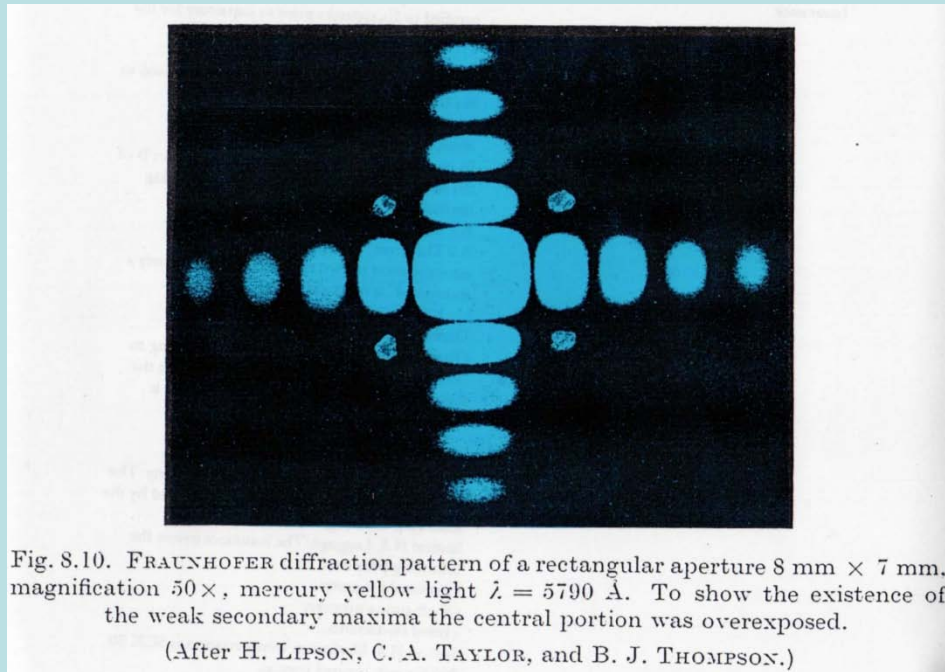 Fig. 8.10. FRAUNHOFER diffraction pattern of a rectangular aperture 8 mm × 7 mm,
magnification 50×, mercury yellow light λ = 5790 Å. To show the existence of
the weak secondary maxima the central portion was overexposed.
(After H. LIPSON, C. A. TAYLOR, and B. J. THOMPSON.)